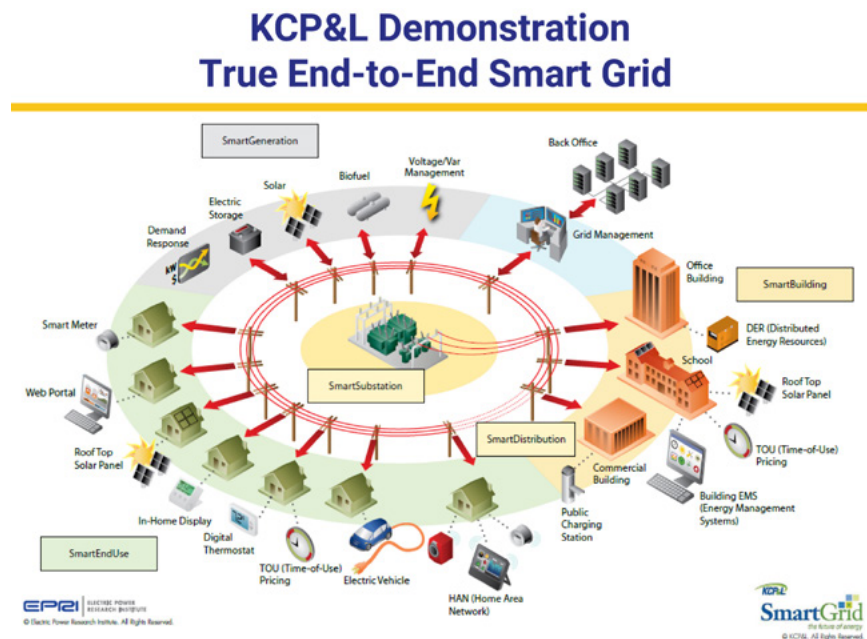 KCP&L Demonstration
True End-to-End Smart Grid
SmartGeneration
Back Office
Voltage/Var
Management
Biofuel
Solar
Electric
Storage
Demand
Response
kW
$
Grid Management
Office
Building
SmartBuilding
DER (Distributed
Energy Resources)
School
Roof Top
Solar Panel
TOU (Time-of-Use)
Pricing
Building EMS
(Energy Management
Systems)
Commercial
Building
Public
Charging
Station
SmartDistribution
SmartSubstation
Smart Meter
Web Portal
Roof Top
Solar Panel
In-Home Display
Digital
Thermostat
TOU (Time-of-Use)
Pricing
Electric Vehicle
HAN (Home Area
Network)
SmartEndUse
EPRI
ELECTRIC POWER
RESEARCH INSTITUTE
© Electric Power Research Institute. All Rights Reserved.
KCP&L
SmartGrid
the future of energy
© KCP&L. All Rights Reserved.